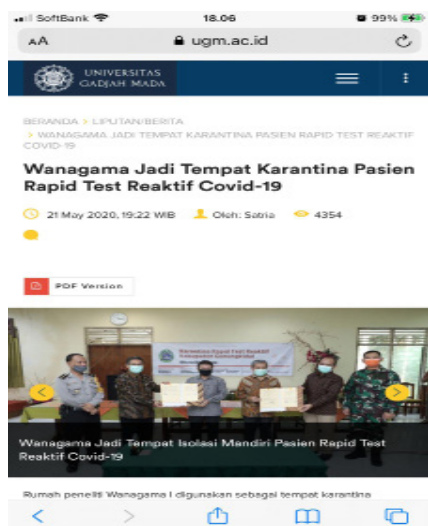 SoftBank 18.06 99%
AA ugm.ac.id
UNIVERSITAS
GADJAH MADA
BERANDA > LIPUTAN/BERITA
> WANAGAMA JADI TEMPAT KARANTINA PASIEN RAPID TEST REAKTIF
COVID-19
Wanagama Jadi Tempat Karantina Pasien
Rapid Test Reaktif Covid-19
21 May 2020, 19:22 WIB Oleh: Satria 4354
PDF Version
Wanagama Jadi Tempat Isolasi Mandiri Pasien Rapid Test
Reaktif Covid-19
Rumah peneliti Wanagama I digunakan sebagai tempat karantina